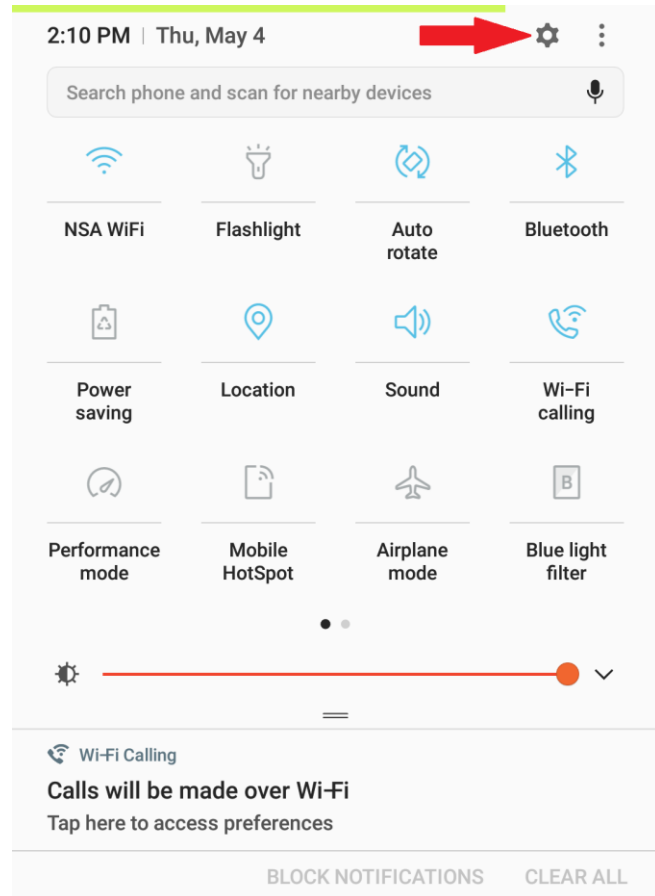 2:10 PM | Thu, May 4
Search phone and scan for nearby devices
NSA WiFi
Flashlight
Auto
rotate
Bluetooth
Power
saving
Location
Sound
Wi-Fi
calling
Performance
mode
Mobile
HotSpot
Airplane
mode
B
Blue light
filter
Wi-Fi Calling
Calls will be made over Wi-Fi
Tap here to access preferences
BLOCK NOTIFICATIONS CLEAR ALL